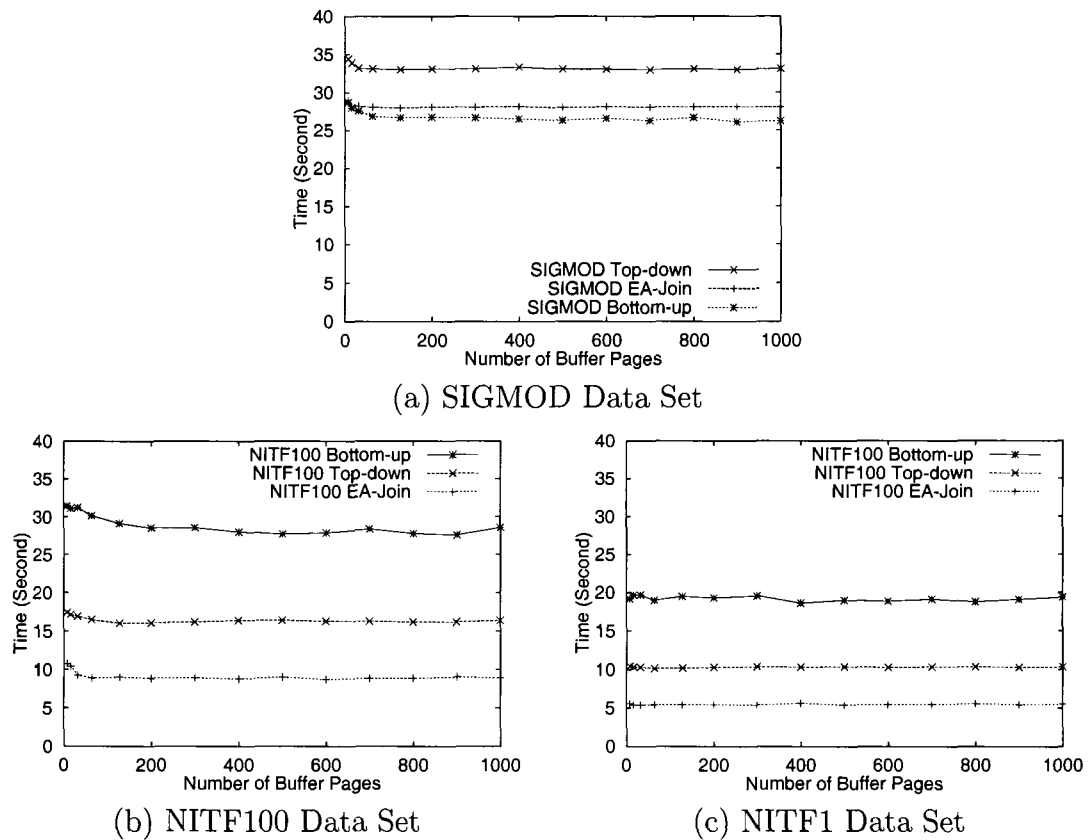 40
35
30
25
20
15
10
5
0
Time (Second)
SIGMOD Top-down
SIGMOD EA-Join
SIGMOD Bottom-up
0 200 400 600 800 1000
Number of Buffer Pages
(a) SIGMOD Data Set
40
35
30
25
20
15
10
5
0
Time (Second)
NITF100 Bottom-up
NITF100 Top-down
NITF100 EA-Join
0 200 400 600 800 1000
Number of Buffer Pages
(b) NITF100 Data Set
40
35
30
25
20
15
10
5
0
Time (Second)
NITF100 Bottom-up
NITF100 Top-down
NITF100 EA-Join
0 200 400 600 800 1000
Number of Buffer Pages
(c) NITF1 Data Set